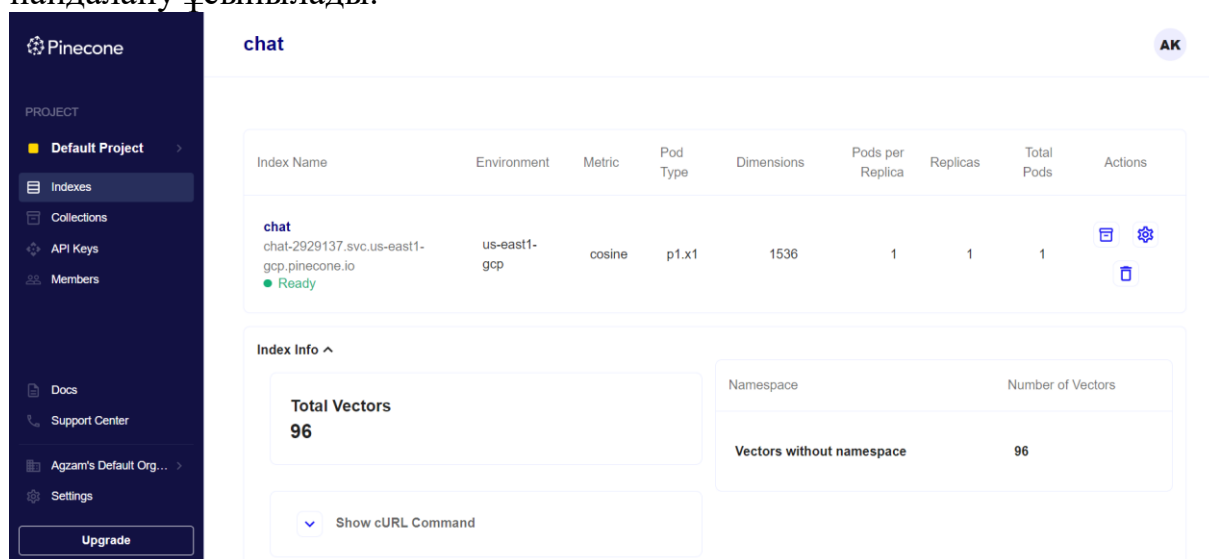 пайдалану ұсынылады.
Pinecone
chat
AK
PROJECT
Default Project
Indexes
Collections
API Keys
Members
Docs
Support Center
Agzam's Default Org...
Settings
Upgrade
Index Name Environment Metric Pod Type Dimensions Pods per Replica Replicas Total Pods Actions
chat
chat-2929137.svc.us-east1-
gcp.pinecone.io
Ready
us-east1-
gcp
cosine p1.x1 1536 1 1 1
Index Info
Total Vectors
96
Show cURL Command
Namespace Number of Vectors
Vectors without namespace 96